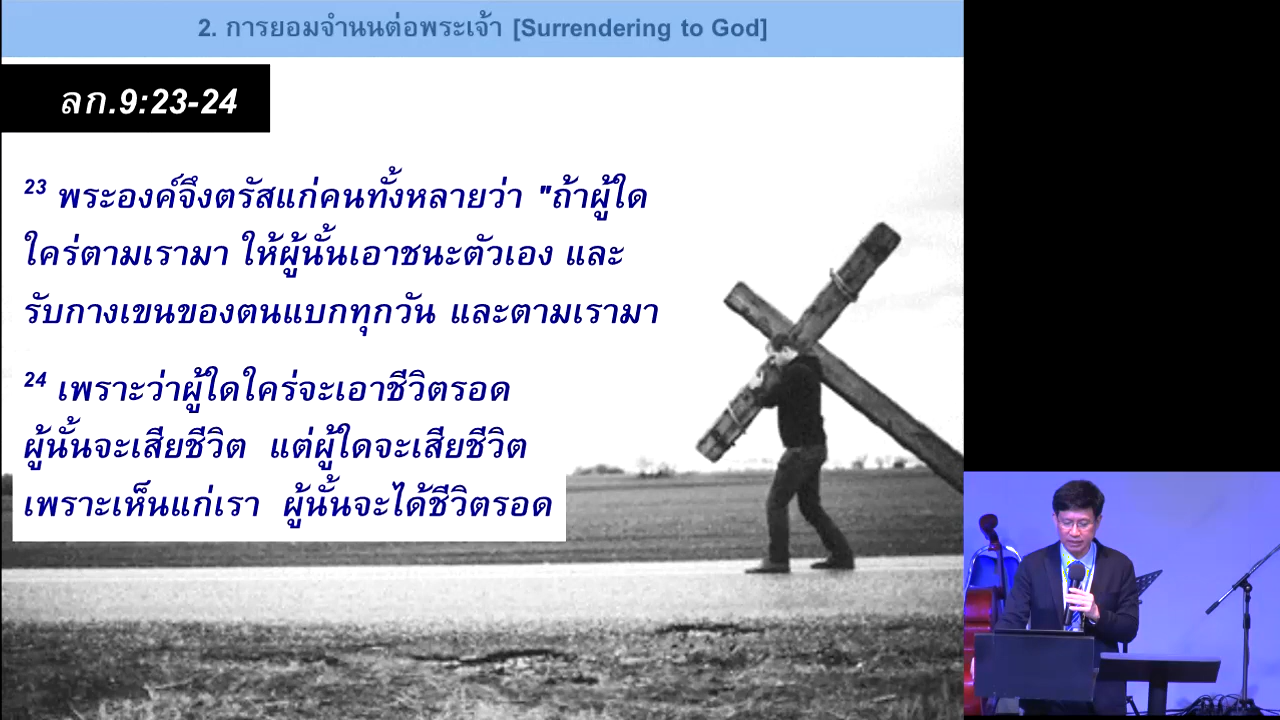 2. การยอมจำนนต่อพระเจ้า [Surrendering to God]
ลก.9:23-24
23 พระองค์จึงตรัสแก่คนทั้งหลายว่า "ถ้าผู้ใด
ใคร่ตามเรามา ให้ผู้นั้นเอาชนะตัวเอง และ
รับกางเขนของตนแบกทุกวัน และตามเรามา
24 เพราะว่าผู้ใดใคร่จะเอาชีวิตรอด
ผู้นั้นจะเสียชีวิต แต่ผู้ใดจะเสียชีวิต
เพราะเห็นแก่เรา ผู้นั้นจะได้ชีวิตรอด